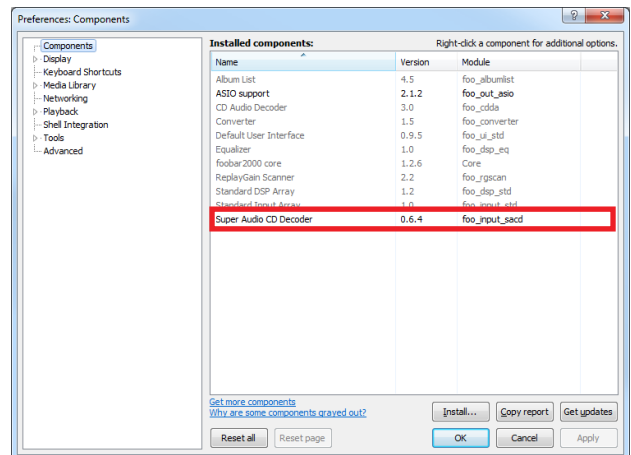 Preferences: Components
Components
Display
Keyboard Shortcuts
Media Library
Networking
Playback
Shell Integration
Tools
Advanced
Installed components: Right-click a component for additional options.
Name Version Module
Album List 4.5 foo_albumlist
ASIO support 2.1.2 foo_out_asio
CD Audio Decoder 3.0 foo_cdda
Converter 1.5 foo_converter
Default User Interface 0.9.5 foo_ui_std
Equalizer 1.0 foo_dsp_eq
foobar2000 core 1.2.6 Core
ReplayGain Scanner 2.2 foo_rgscan
Standard DSP Array 1.2 foo_dsp_std
Standard Input Array 1.0 foo_input_std
Super Audio CD Decoder 0.6.4 foo_input_sacd
Get more components
Why are some components grayed out?
Install... Copy report Get updates
Reset all Reset page OK Cancel Apply